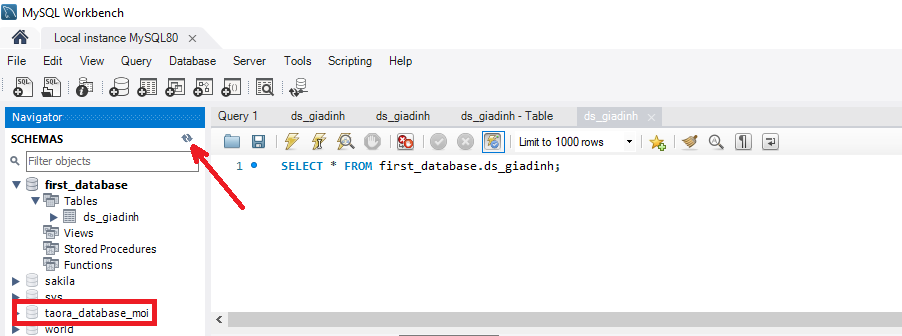 MySQL Workbench
Local instance MySQL80 ×
File Edit View Query Database Server Tools Scripting Help
Navigator
SCHEMAS
Filter objects
first_database
Tables
ds_giadinh
Views
Stored Procedures
Functions
sakila
sys
taora_database_moi
world
Query 1 ds_giadinh ds_giadinh ds_giadinh - Table ds_giadinh ×
Limit to 1000 rows
1 SELECT * FROM first_database.ds_giadinh;